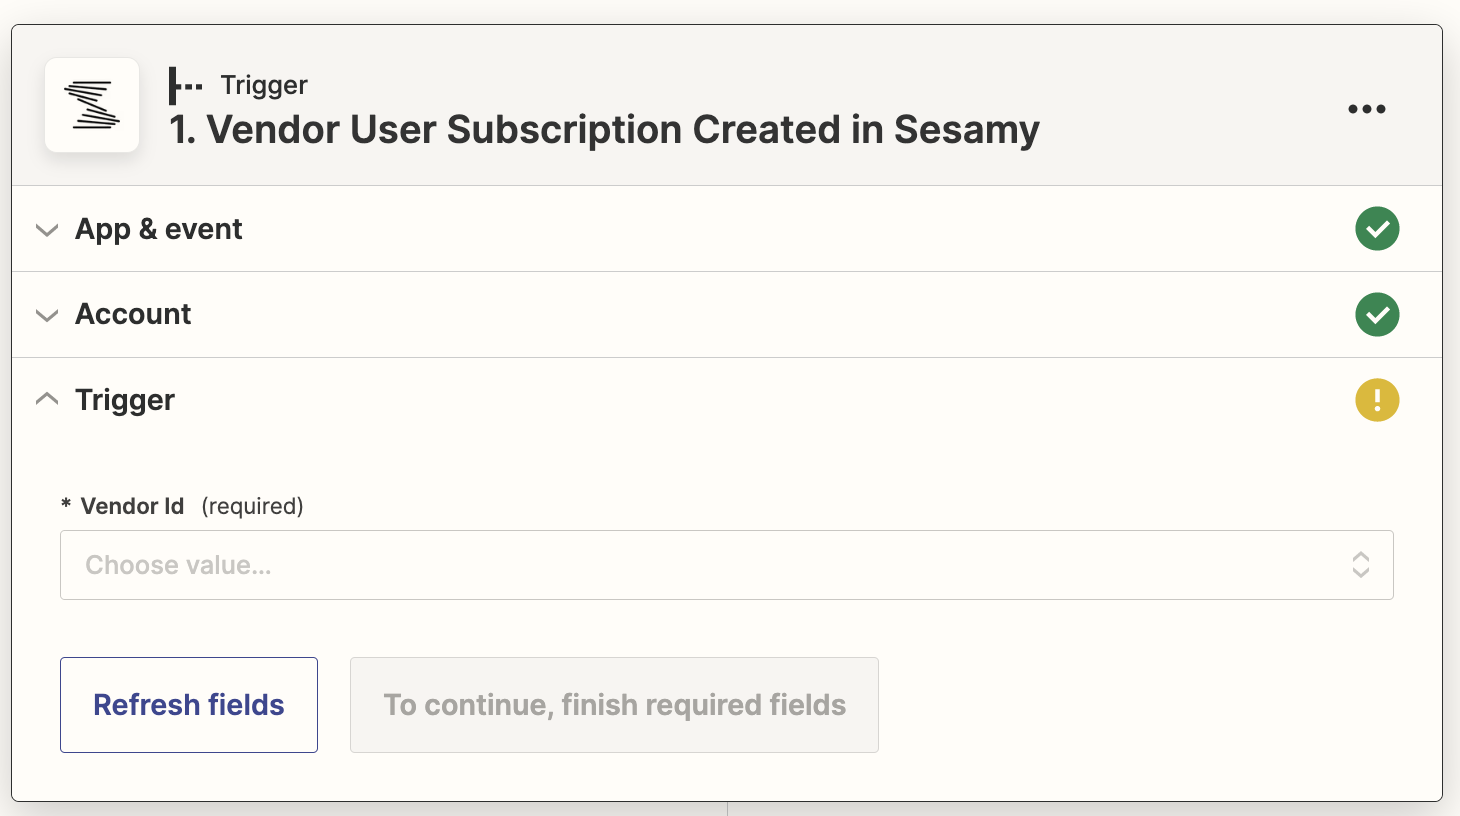 Trigger
1. Vendor User Subscription Created in Sesamy
App & event
Account
Trigger
* Vendor Id (required)
Choose value...
Refresh fields
To continue, finish required fields